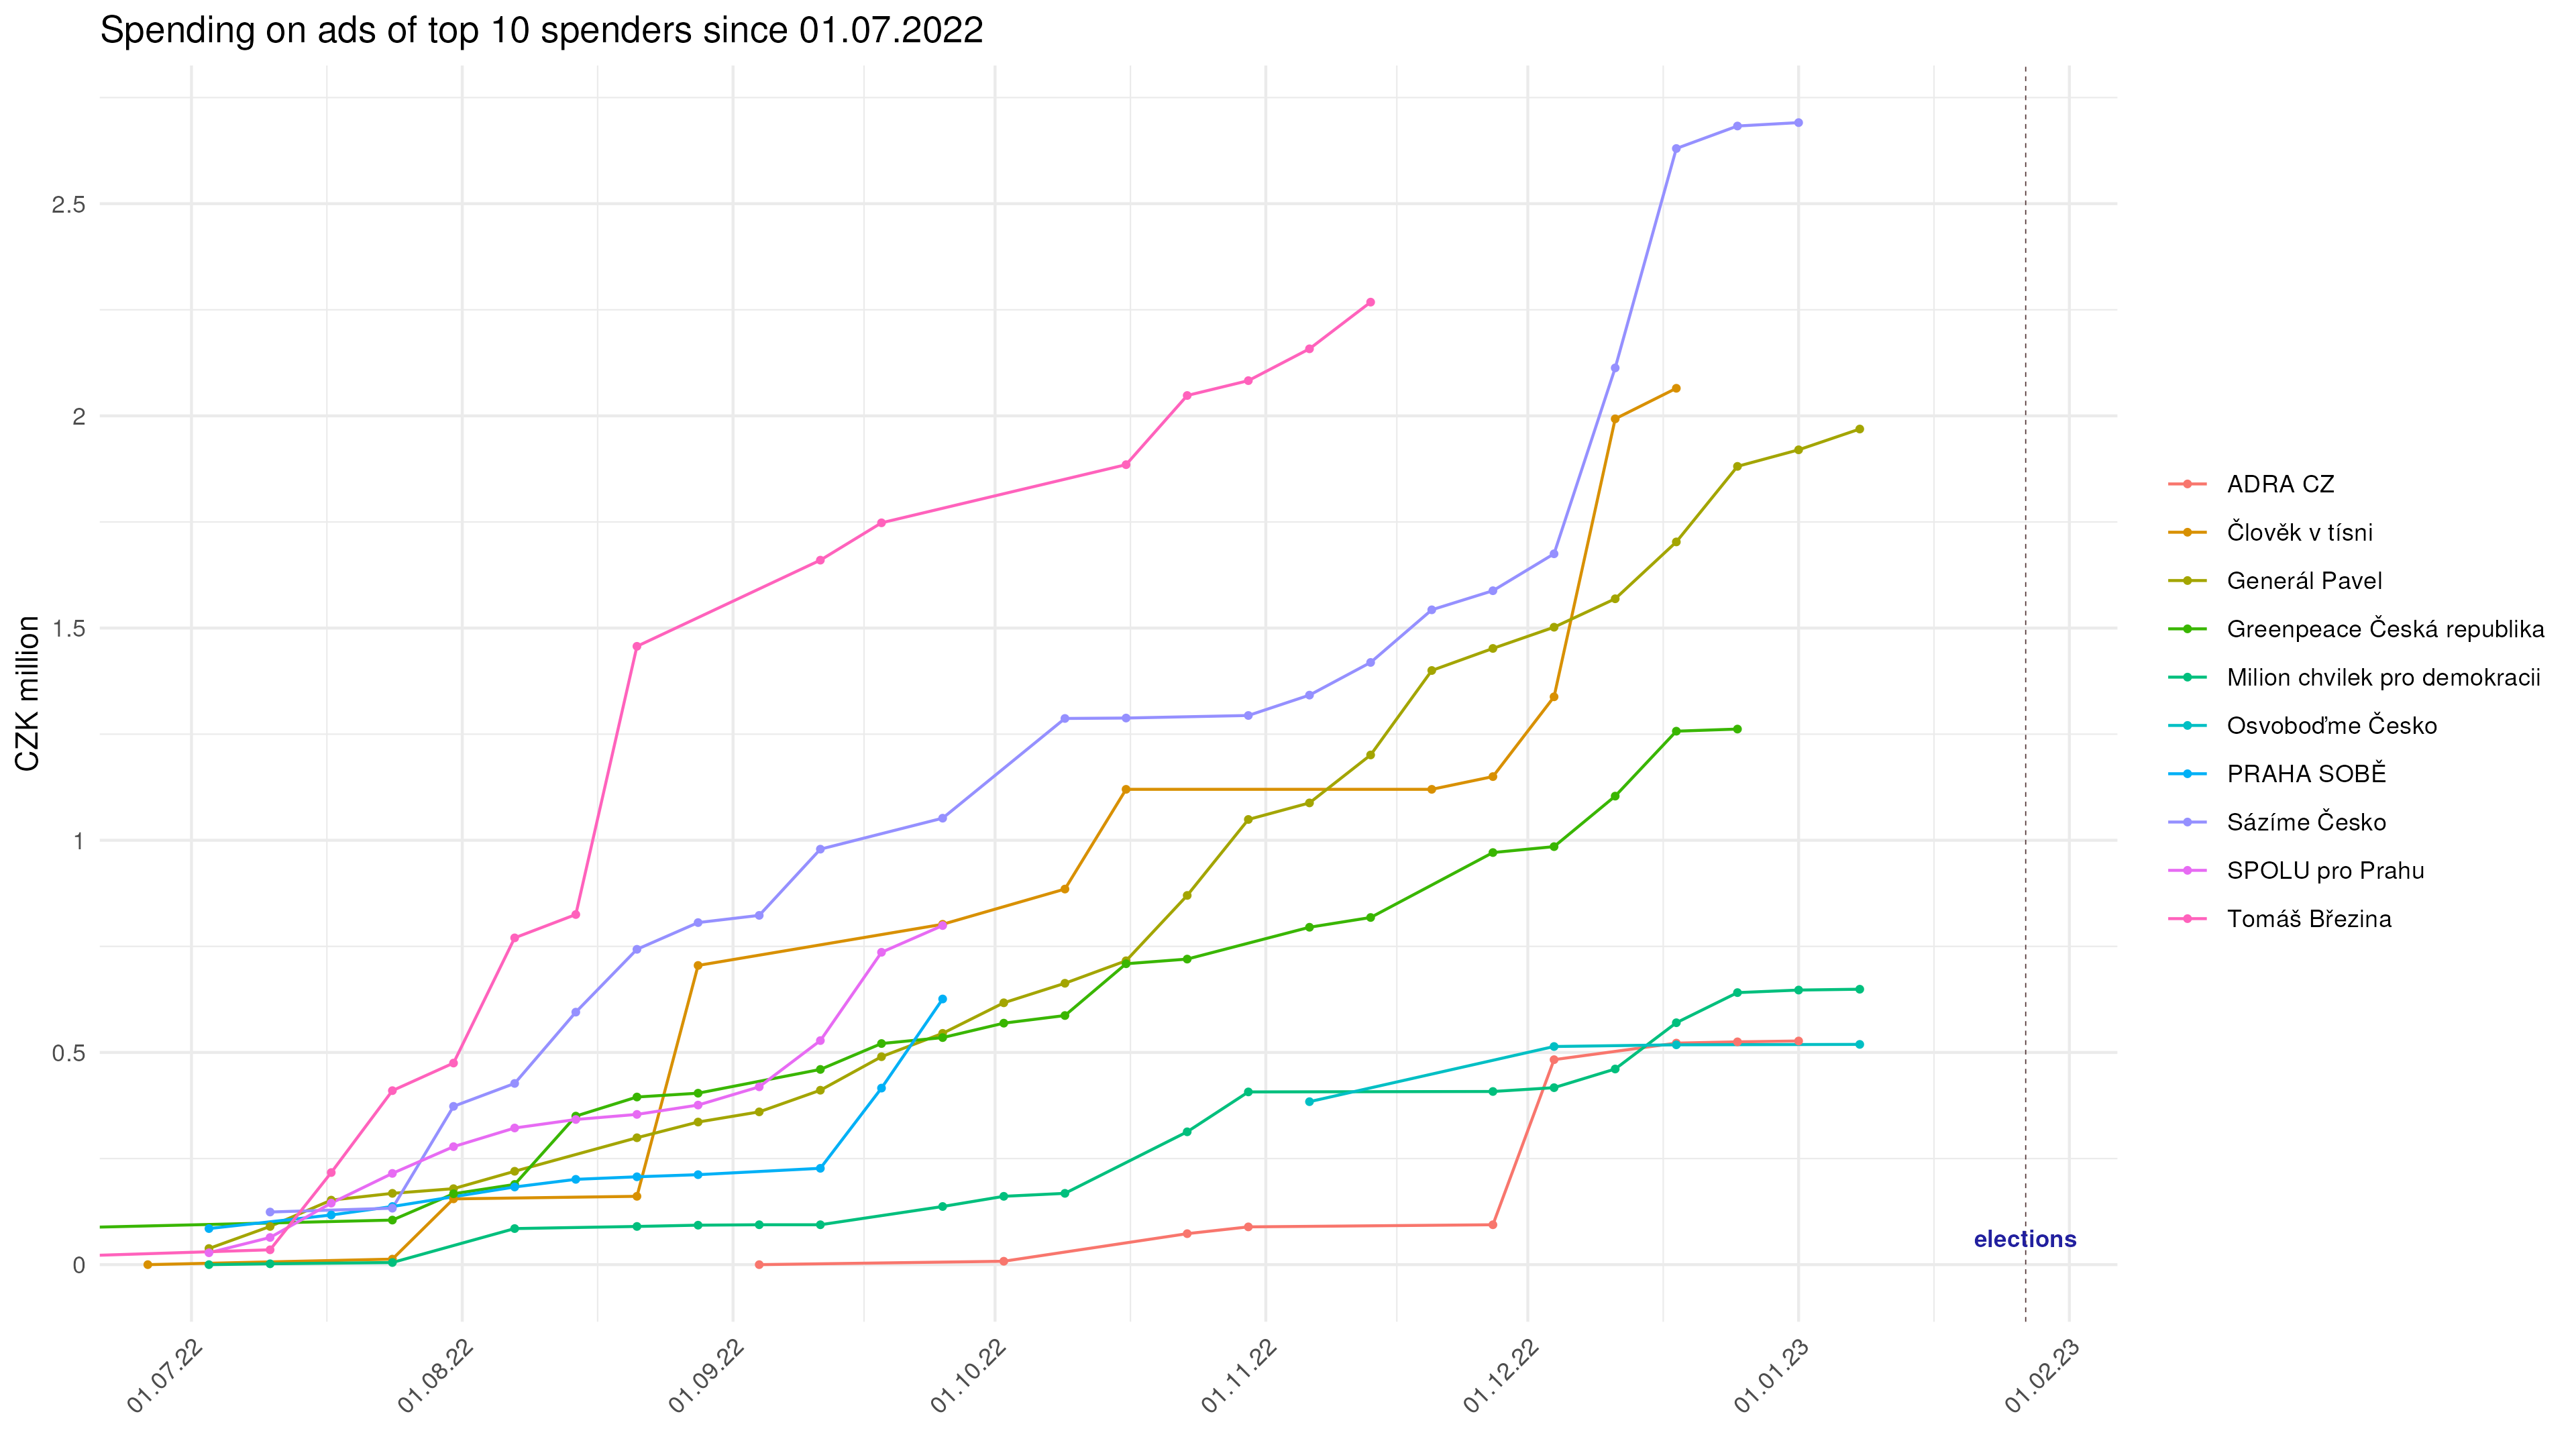 Spending on ads of top 10 spenders since 01.07.2022
CZK million
2.5
2
1.5
1
0.5
0
01.07.22
01.08.22
01.09.22
01.10.22
01.11.22
01.12.22
01.01.23
01.02.23
elections
ADRA CZ
Člověk v tísni
Generál Pavel
Greenpeace Česká republika
Milion chvilek pro demokracii
Osvoboďme Česko
PRAHA SOBĚ
Sázíme Česko
SPOLU pro Prahu
Tomáš Březina